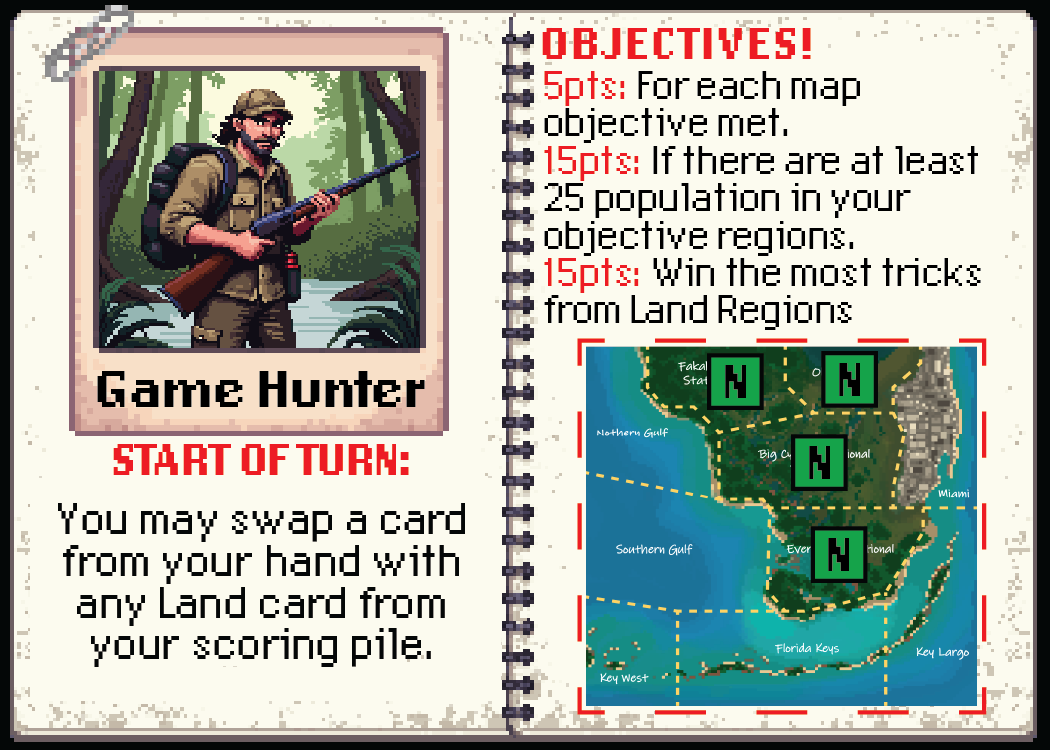 Game Hunter
START OF TURN:
You may swap a card
from your hand with
any Land card from
your scoring pile.
OBJECTIVES!
5pts: For each map
objective met.
15pts: If there are at least
25 population in your
objective regions.
15pts: Win the most tricks
from Land Regions
N
N
Nothern Gulf
Big
N
Miami
Southern Gulf
N
Florida Keys
Key Largo
Key West